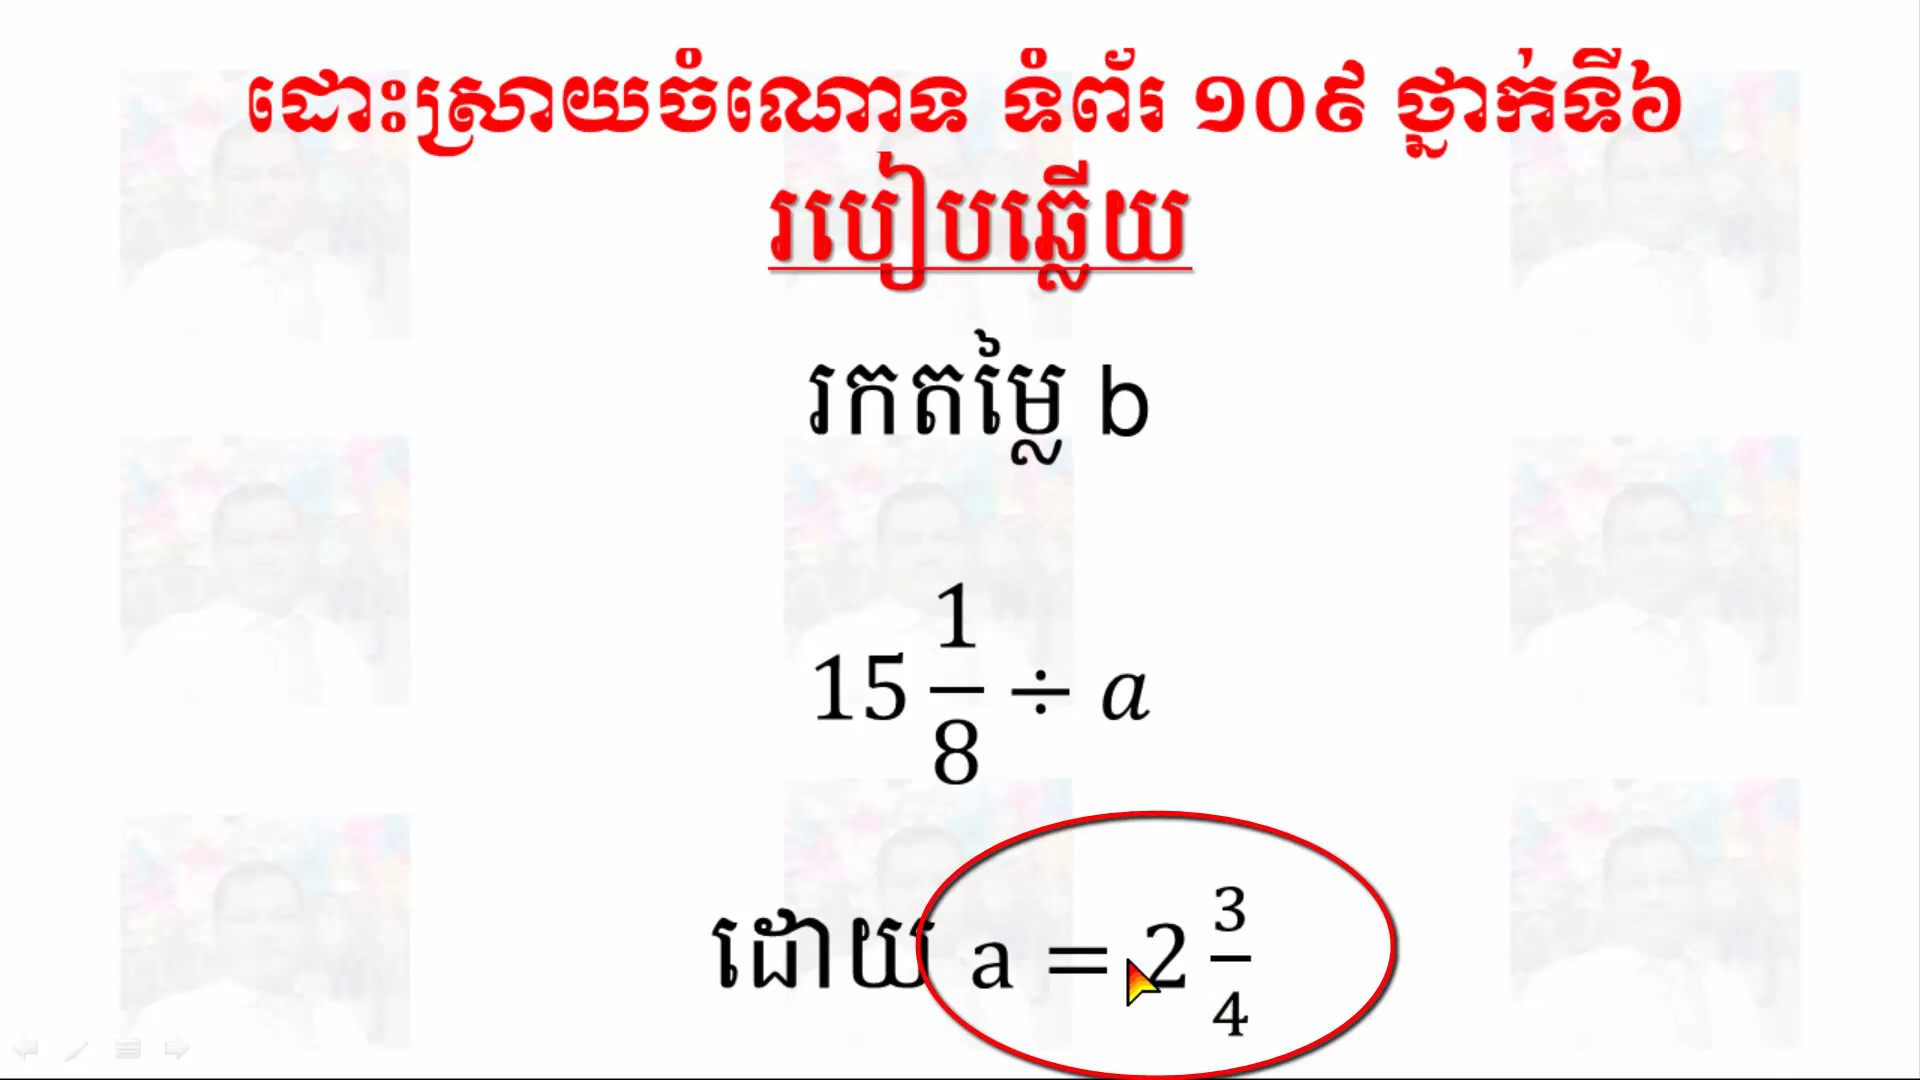 ដោះស្រាយចំណោទ ទំព័រ ១០៩ ថ្នាក់ទី៦
របៀបឆ្លើយ
រកតម្លៃ b
15 1/8 ÷ a
ដោយ a = 2 3/4